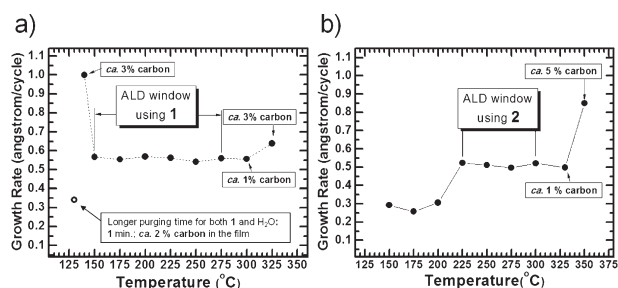 a)
Growth Rate (angstrom/cycle)
1.1
1.0
0.9
0.8
0.7
0.6
0.5
0.4
0.3
0.2
0.1
ca. 3% carbon
ALD window
using 1
ca. 3% carbon
ca. 1% carbon
Longer purging time for both 1 and H2O:
1 min.; ca. 2 % carbon in the film
125 150 175 200 225 250 275 300 325 350
Temperature (°C)
b)
Growth Rate (angstrom/cycle)
1.1
1.0
0.9
0.8
0.7
0.6
0.5
0.4
0.3
0.2
0.1
ca. 5 % carbon
ALD window
using 2
ca. 1 % carbon
125 150 175 200 225 250 275 300 325 350 375
Temperature(°C)